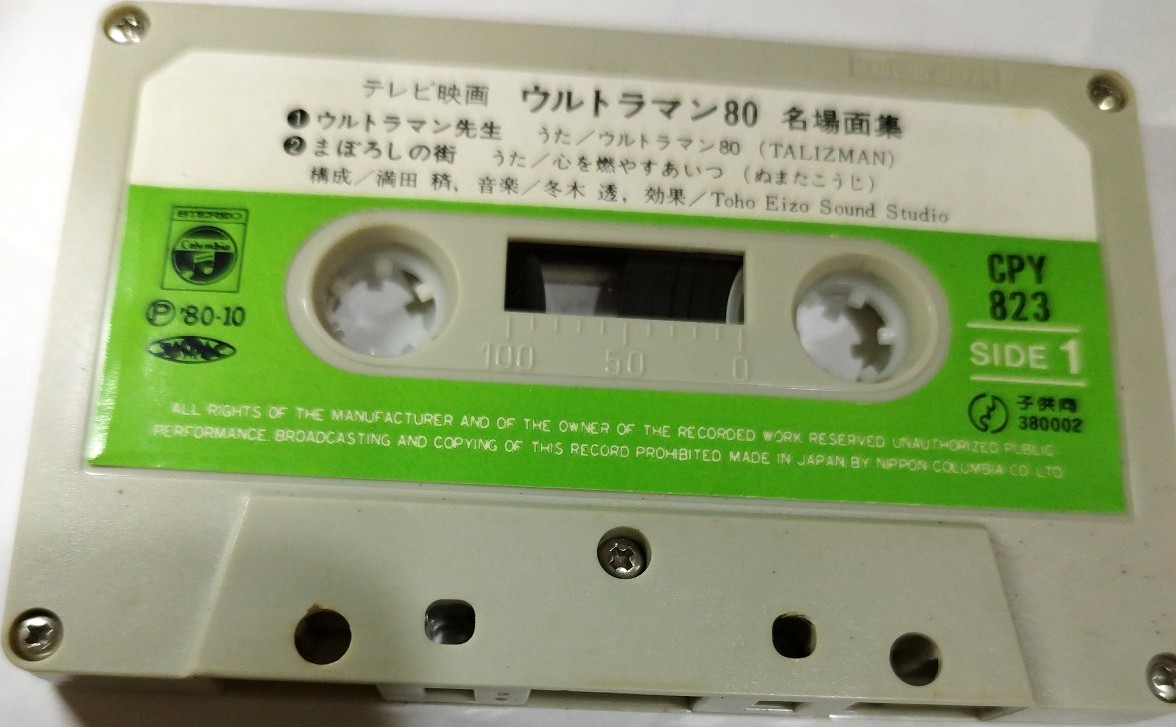 MADE IN JAPAN
テレビ映画 ウルトラマン80 名場面集
❶ウルトラマン先生 うた／ウルトラマン80 (TALIZMAN)
❷まぼろしの街 うた／心を燃やすあいつ (ぬまたこうじ)
構成／満田 𥝱，音楽／冬木 透，効果／Toho Eizo Sound Studio
STEREO
Columbia
Ⓟ'80-10
CPY
823
SIDE 1
100 50 0
子供向
380002
ALL RIGHTS OF THE MANUFACTURER AND OF THE OWNER OF THE RECORDED WORK RESERVED UNAUTHORIZED PUBLIC
PERFORMANCE. BROADCASTING AND COPYING OF THIS RECORD PROHIBITED MADE IN JAPAN BY NIPPON COLUMBIA CO. LTD.